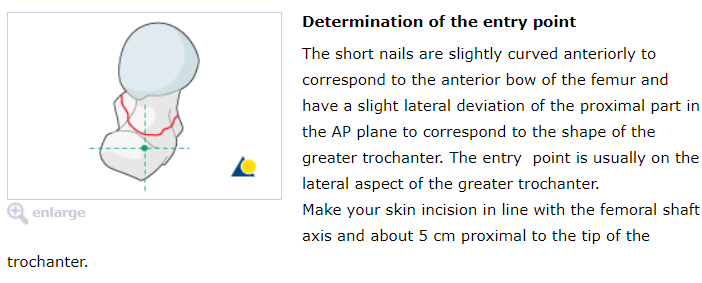 Determination of the entry point
The short nails are slightly curved anteriorly to
correspond to the anterior bow of the femur and
have a slight lateral deviation of the proximal part in
the AP plane to correspond to the shape of the
greater trochanter. The entry  point is usually on the
lateral aspect of the greater trochanter.
Make your skin incision in line with the femoral shaft
axis and about 5 cm proximal to the tip of the
trochanter.
enlarge